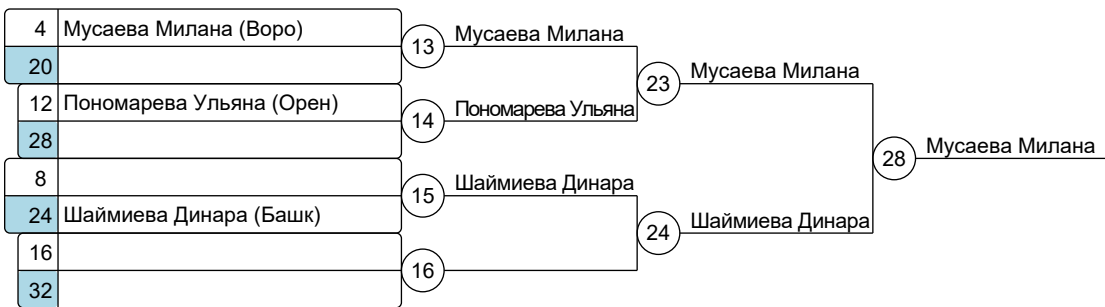 4 Мусаева Милана (Воро)
20
12 Пономарева Ульяна (Орен)
28
8
24 Шаймиева Динара (Башк)
16
32
13 Мусаева Милана
14 Пономарева Ульяна
15 Шаймиева Динара
16
23 Мусаева Милана
24 Шаймиева Динара
28 Мусаева Милана